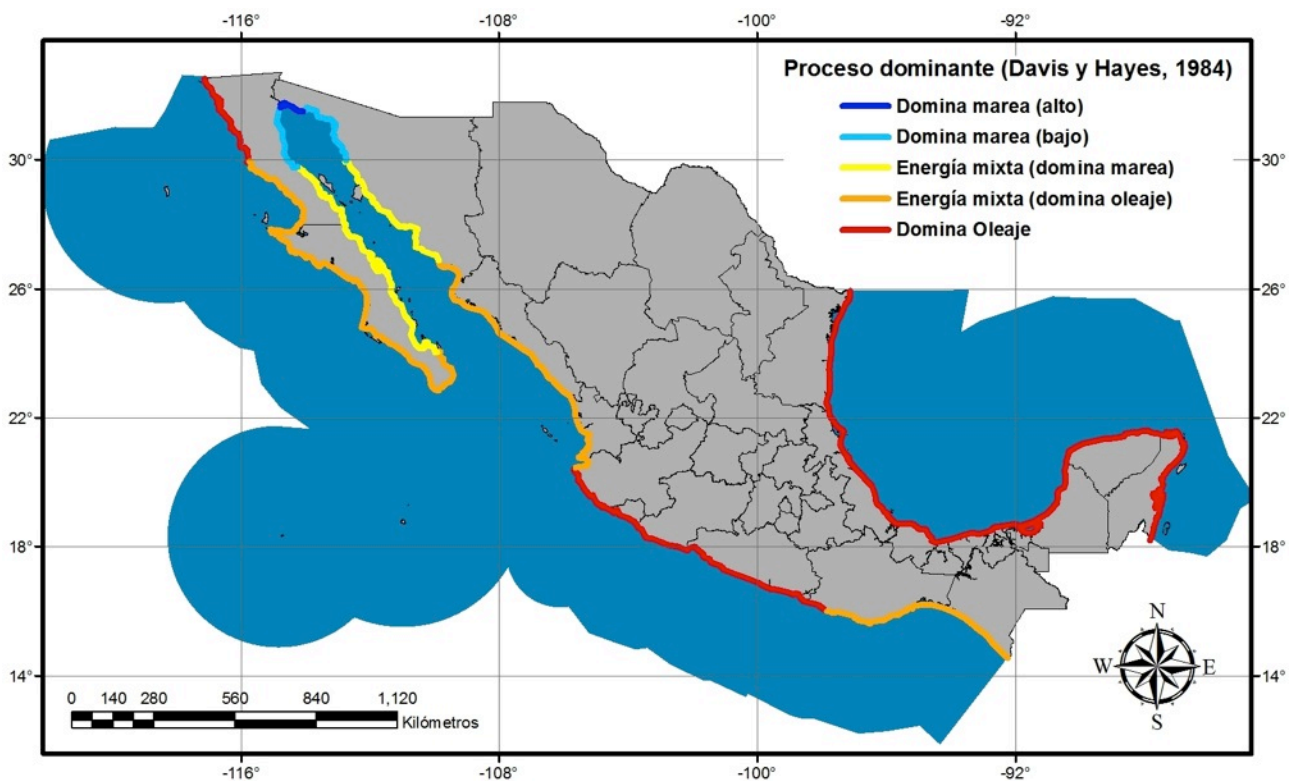 -116° -108° -100° -92°
Proceso dominante (Davis y Hayes, 1984)
Domina marea (alto)
Domina marea (bajo)
30° 30°
Energía mixta (domina marea)
Energía mixta (domina oleaje)
Domina Oleaje
26° 26°
22° 22°
18° 18°
N
W E
S
14° 14°
0 140 280 560 840 1,120
Kilómetros
-116° -108° -100° -92°